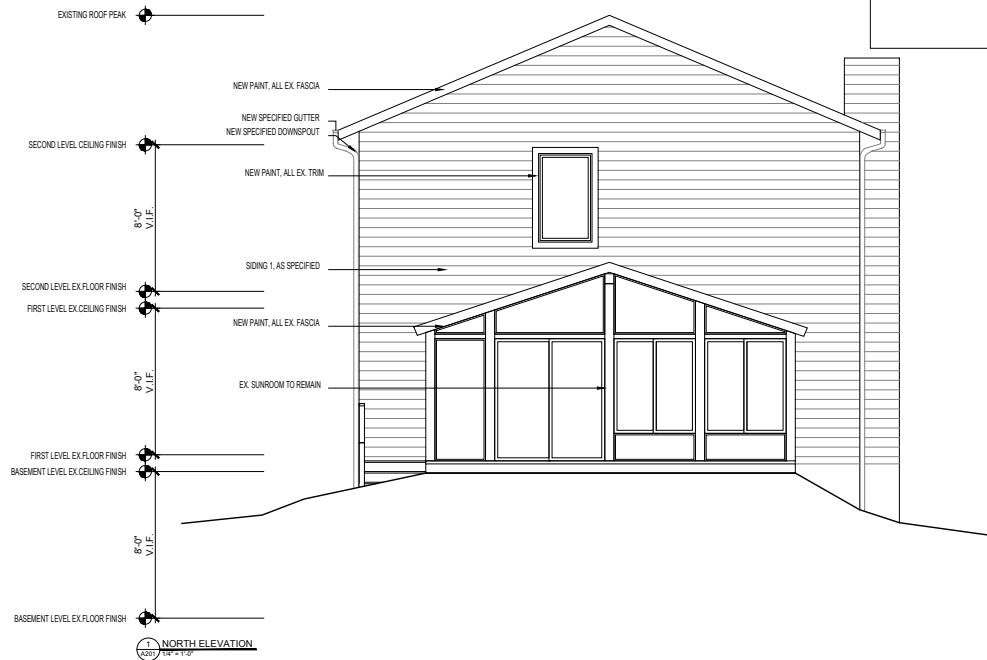 EXISTING ROOF PEAK
NEW PAINT, ALL EX. FASCIA
NEW SPECIFIED GUTTER
NEW SPECIFIED DOWNSPOUT
SECOND LEVEL CEILING FINISH
NEW PAINT, ALL EX. TRIM
8'-0"
V.I.F.
SIDING 1, AS SPECIFIED
SECOND LEVEL EX.FLOOR FINISH
FIRST LEVEL EX.CEILING FINISH
NEW PAINT, ALL EX. FASCIA
8'-0"
V.I.F.
EX. SUNROOM TO REMAIN
FIRST LEVEL EX.FLOOR FINISH
BASEMENT LEVEL EX.CEILING FINISH
8'-0"
V.I.F.
BASEMENT LEVEL EX.FLOOR FINISH
1 NORTH ELEVATION
A201 1/4" = 1'-0"